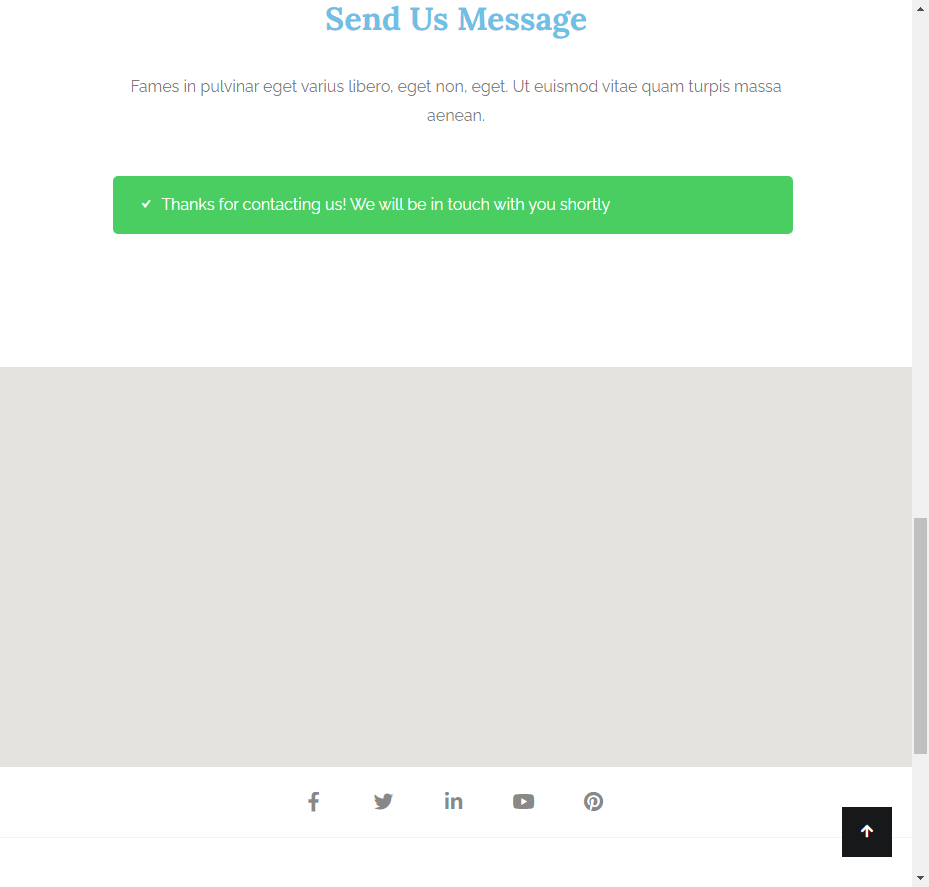 Send Us Message
Fames in pulvinar eget varius libero, eget non, eget. Ut euismod vitae quam turpis massa
aenean.
Thanks for contacting us! We will be in touch with you shortly